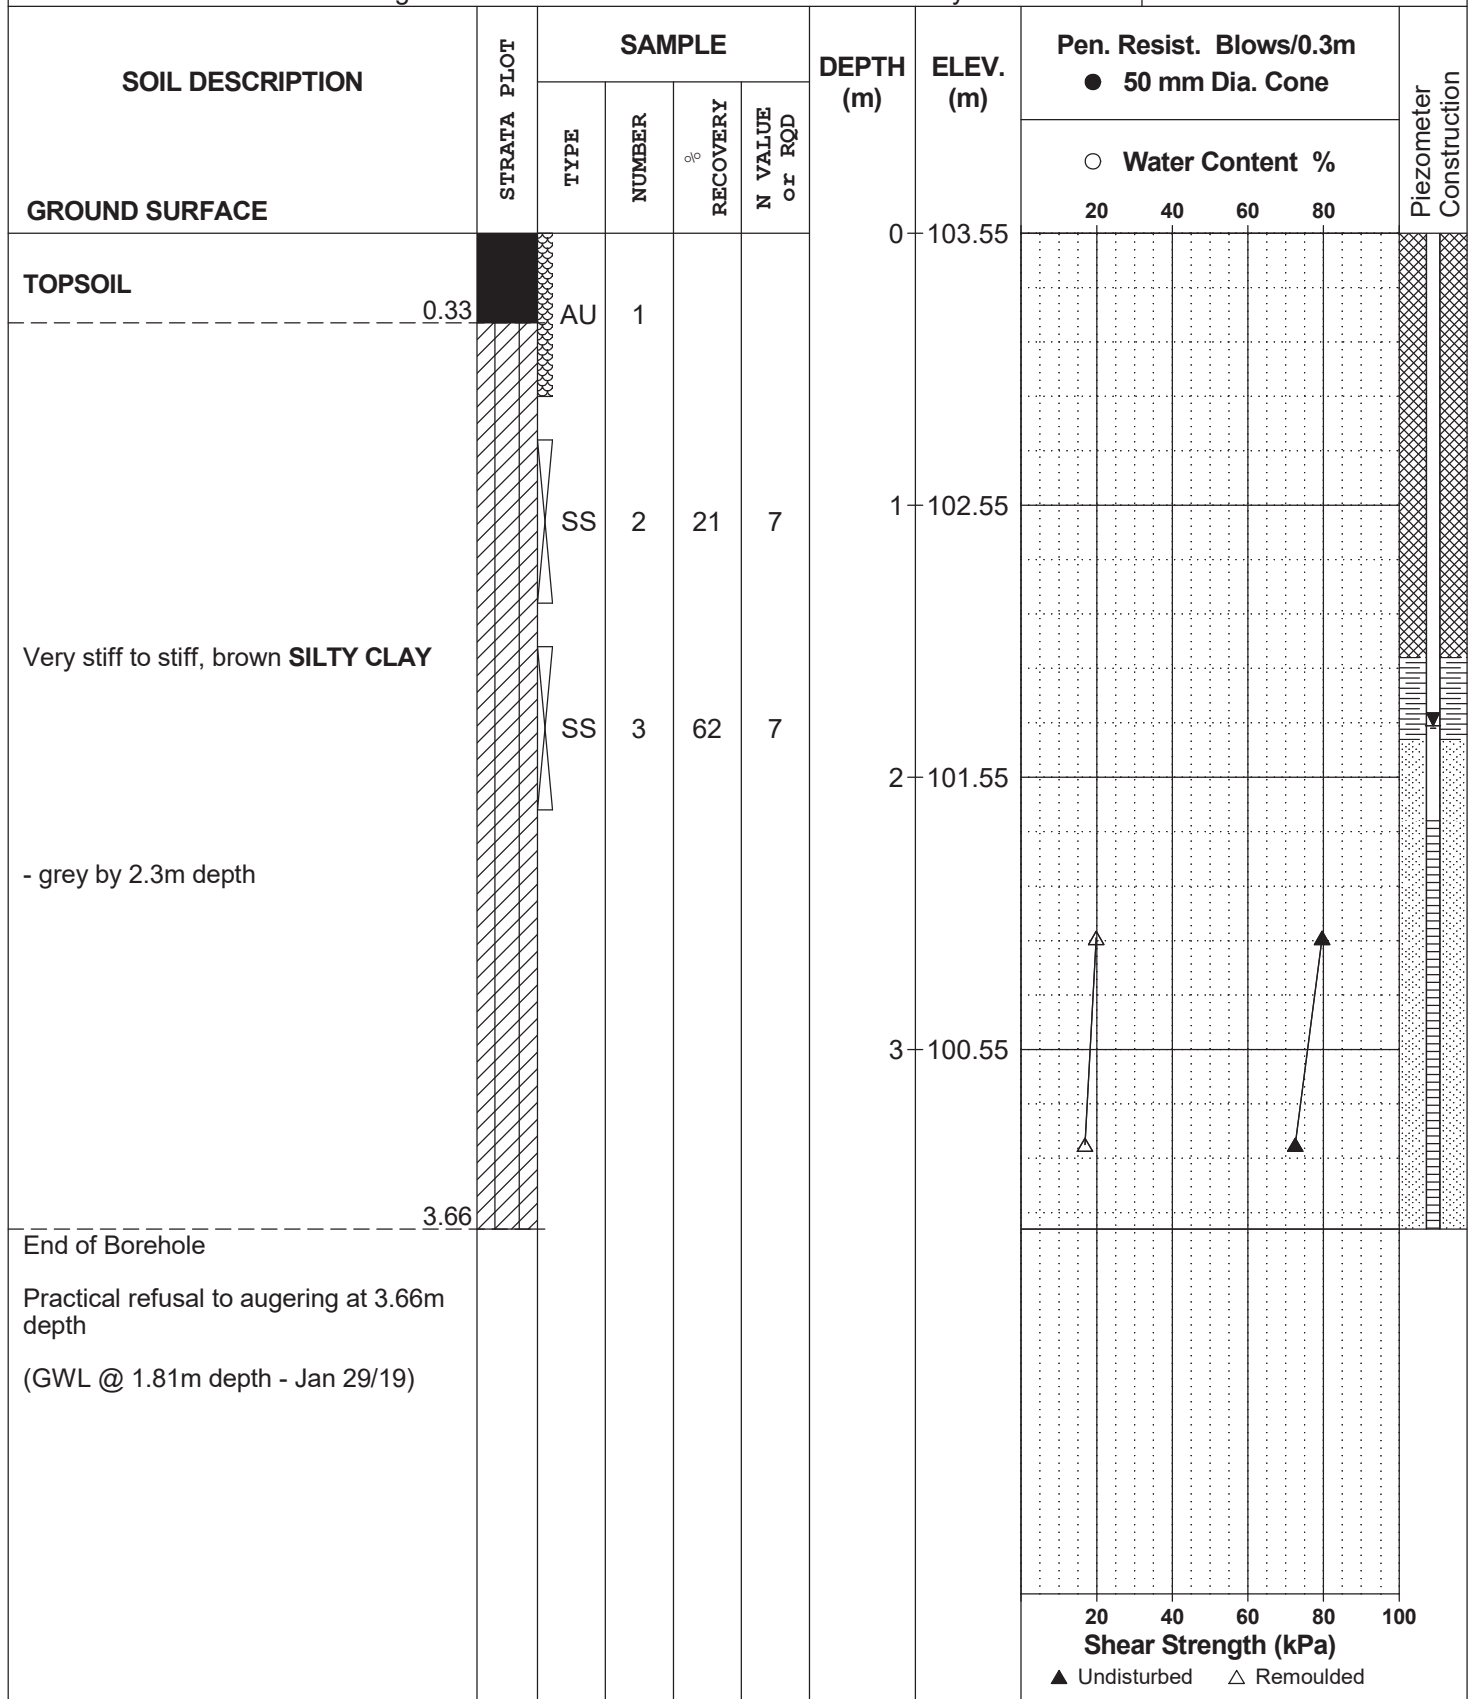 SOIL DESCRIPTION
GROUND SURFACE
STRATA PLOT
SAMPLE
TYPE
NUMBER
% RECOVERY
N VALUE
or RQD
DEPTH
(m)
ELEV.
(m)
Pen. Resist. Blows/0.3m
● 50 mm Dia. Cone
○ Water Content %
20 40 60 80
Piezometer
Construction
0 103.55
TOPSOIL
0.33
AU 1
1 102.55
SS 2 21 7
Very stiff to stiff, brown SILTY CLAY
SS 3 62 7
2 101.55
- grey by 2.3m depth
3 100.55
3.66
End of Borehole
Practical refusal to augering at 3.66m
depth
(GWL @ 1.81m depth - Jan 29/19)
20 40 60 80 100
Shear Strength (kPa)
▲ Undisturbed △ Remoulded